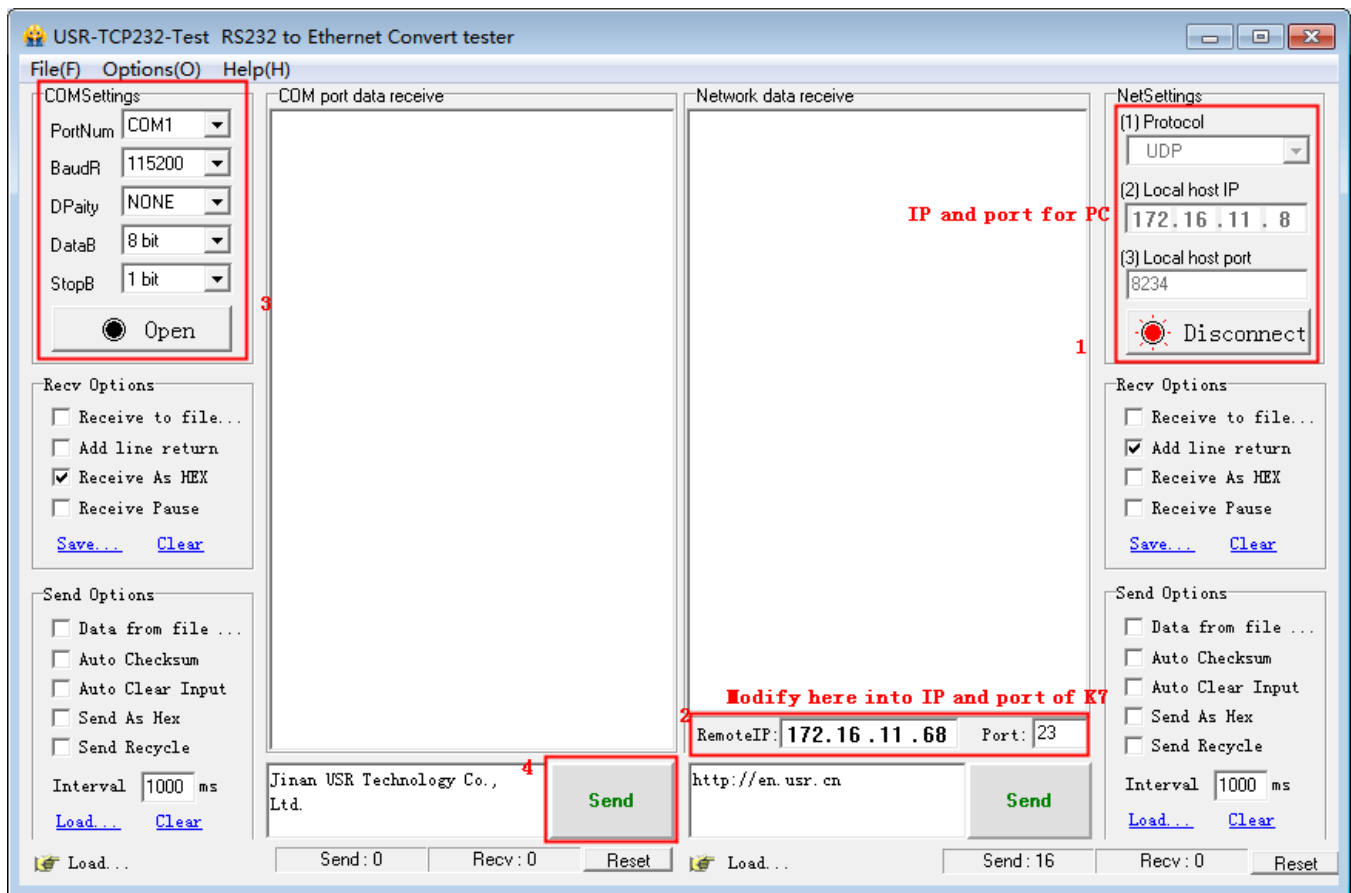 USR-TCP232-Test RS232 to Ethernet Convert tester
File(F) Options(O) Help(H)
COMSettings
PortNum COM1
BaudR 115200
DPaity NONE
DataB 8 bit
StopB 1 bit
Open
3
Recv Options
Receive to file...
Add line return
Receive As HEX
Receive Pause
Save... Clear
Send Options
Data from file ...
Auto Checksum
Auto Clear Input
Send As Hex
Send Recycle
Interval 1000 ms
Load... Clear
COM port data receive
Jinan USR Technology Co.,
Ltd.
4
Send
Network data receive
IP and port for PC
1
Modify here into IP and port of K7
2
RemoteIP: 172.16.11.68 Port: 23
http://en.usr.cn
Send
NetSettings
(1) Protocol
UDP
(2) Local host IP
172.16.11.8
(3) Local host port
8234
Disconnect
Recv Options
Receive to file...
Add line return
Receive As HEX
Receive Pause
Save... Clear
Send Options
Data from file ...
Auto Checksum
Auto Clear Input
Send As Hex
Send Recycle
Interval 1000 ms
Load... Clear
Load... Send : 0 Recv : 0 Reset Load... Send : 16 Recv : 0 Reset